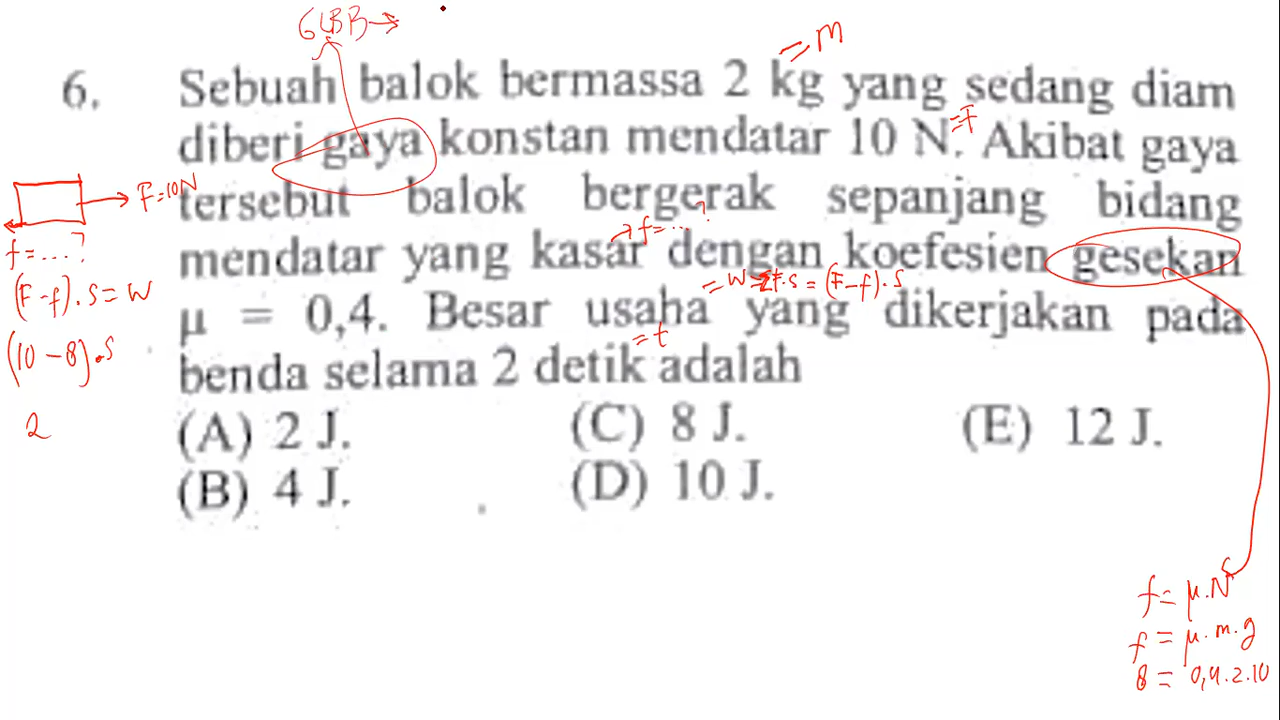 GLBB →
= m
6. Sebuah balok bermassa 2 kg yang sedang diam
diberi gaya konstan mendatar 10 N. Akibat gaya
= F
tersebut balok bergerak sepanjang bidang
F = 10N
f = ... ?
→ f = ... ?
mendatar yang kasar dengan koefesien gesekan
(F - f) . s = W
= W = ΣF.s = (F - f) . s
μ = 0,4. Besar usaha yang dikerjakan pada
(10 - 8) . s
= t
benda selama 2 detik adalah
2
(A) 2 J. (C) 8 J. (E) 12 J.
(B) 4 J. (D) 10 J.
f = μ.N
f = μ.m.g
8 = 0,4.2.10